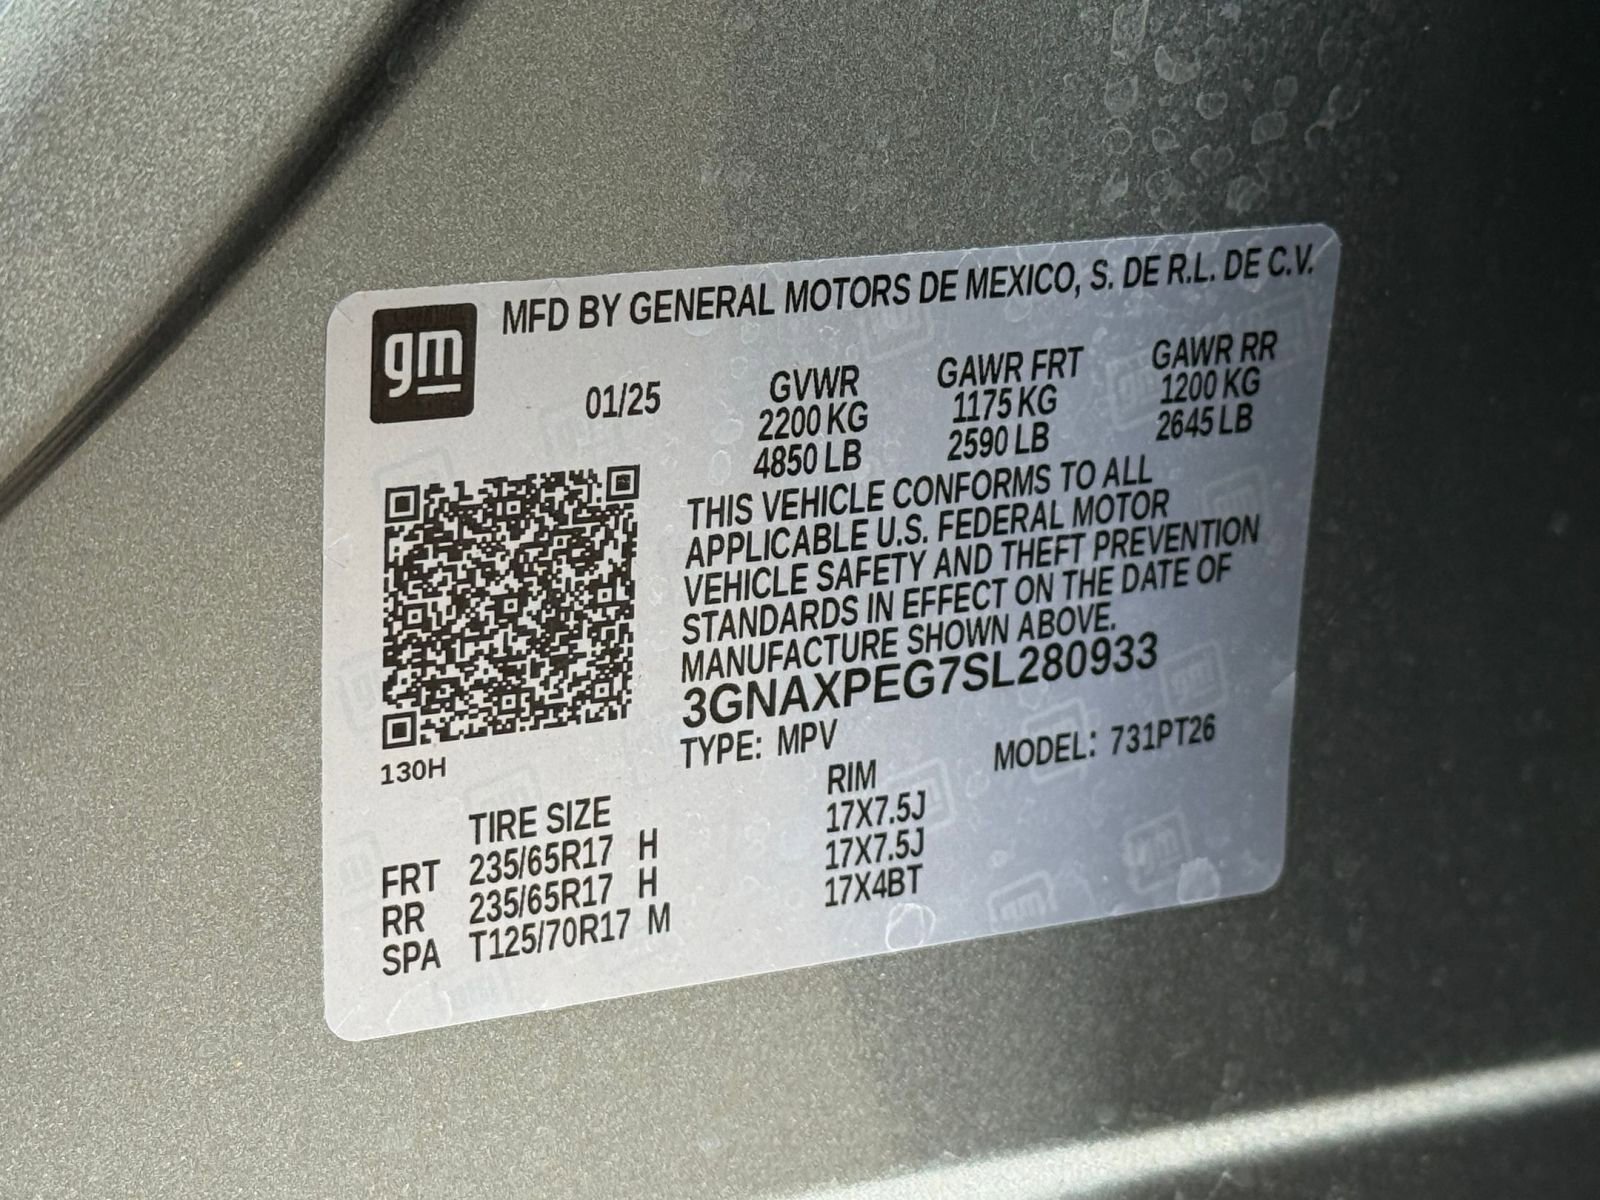 gm
MFD BY GENERAL MOTORS DE MEXICO, S. DE R.L. DE C.V.
01/25 GVWR GAWR FRT GAWR RR
2200 KG 1175 KG 1200 KG
4850 LB 2590 LB 2645 LB
THIS VEHICLE CONFORMS TO ALL
APPLICABLE U.S. FEDERAL MOTOR
VEHICLE SAFETY AND THEFT PREVENTION
STANDARDS IN EFFECT ON THE DATE OF
MANUFACTURE SHOWN ABOVE.
3GNAXPEG7SL280933
TYPE: MPV MODEL: 731PT26
130H
TIRE SIZE RIM
FRT 235/65R17 H 17X7.5J
RR 235/65R17 H 17X7.5J
SPA T125/70R17 M 17X4BT